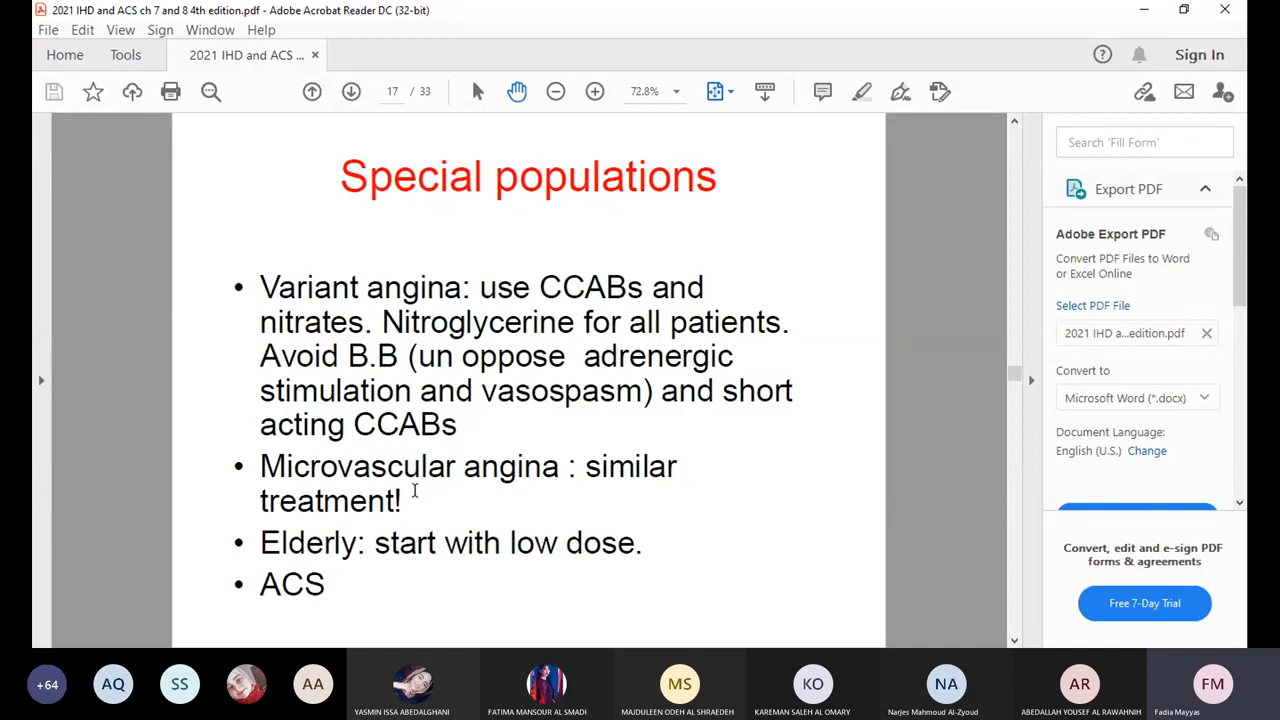 2021 IHD and ACS ch 7 and 8 4th edition.pdf - Adobe Acrobat Reader DC (32-bit)
File Edit View Sign Window Help
Home Tools 2021 IHD and ACS ... ×
Sign In
17 / 33
72.8%
Special populations
• Variant angina: use CCABs and
nitrates. Nitroglycerine for all patients.
Avoid B.B (un oppose adrenergic
stimulation and vasospasm) and short
acting CCABs
• Microvascular angina : similar
treatment!
• Elderly: start with low dose.
• ACS
Search 'Fill Form'
Export PDF
Adobe Export PDF
Convert PDF Files to Word
or Excel Online
Select PDF File
2021 IHD a...edition.pdf
Convert to
Microsoft Word (*.docx)
Document Language:
English (U.S.) Change
Convert, edit and e-sign PDF
forms & agreements
Free 7-Day Trial
+64 AQ SS AA MS KO NA AR FM
YASMIN ISSA ABEDALGHANI
FATIMA MANSOUR AL SMADI
MAJDULEEN ODEH AL SHRAEDEH
KAREMAN SALEH AL OMARY
Narjes Mahmoud Al-Zyoud
ABEDALLAH YOUSEF AL RAWAHNIH
Fadia Mayyas